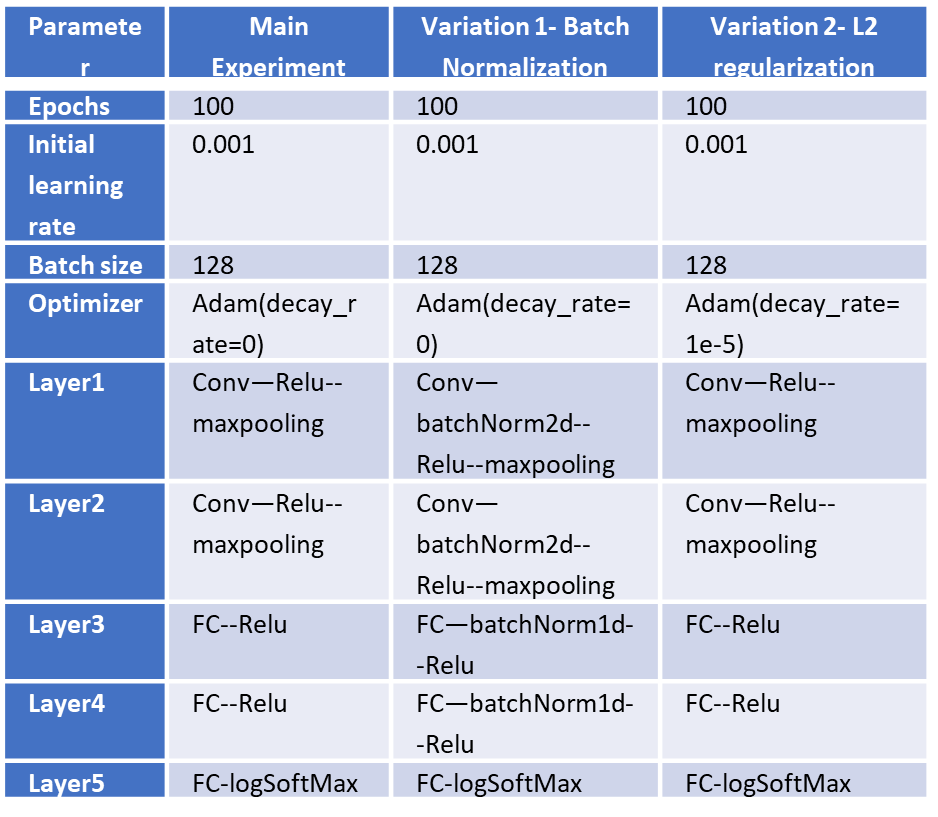 Paramete
r
Main
Experiment
Variation 1- Batch
Normalization
Variation 2- L2
regularization
Epochs
100
100
100
Initial
learning
rate
0.001
0.001
0.001
Batch size
128
128
128
Optimizer
Adam(decay_r
ate=0)
Adam(decay_rate=
0)
Adam(decay_rate=
1e-5)
Layer1
Conv—Relu--
maxpooling
Conv—
batchNorm2d--
Relu--maxpooling
Conv—Relu--
maxpooling
Layer2
Conv—Relu--
maxpooling
Conv—
batchNorm2d--
Relu--maxpooling
Conv—Relu--
maxpooling
Layer3
FC--Relu
FC—batchNorm1d-
-Relu
FC--Relu
Layer4
FC--Relu
FC—batchNorm1d-
-Relu
FC--Relu
Layer5
FC-logSoftMax
FC-logSoftMax
FC-logSoftMax